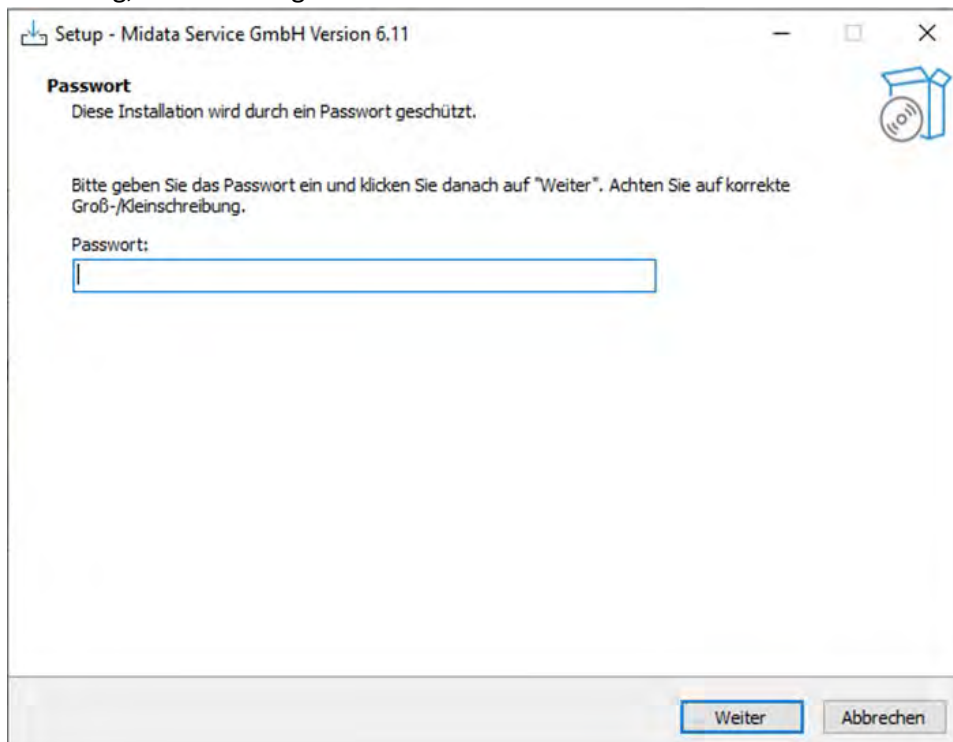 Setup - Midata Service GmbH Version 6.11
Passwort
Diese Installation wird durch ein Passwort geschützt.
Bitte geben Sie das Passwort ein und klicken Sie danach auf "Weiter". Achten Sie auf korrekte
Groß-/Kleinschreibung.
Passwort:
Weiter
Abbrechen